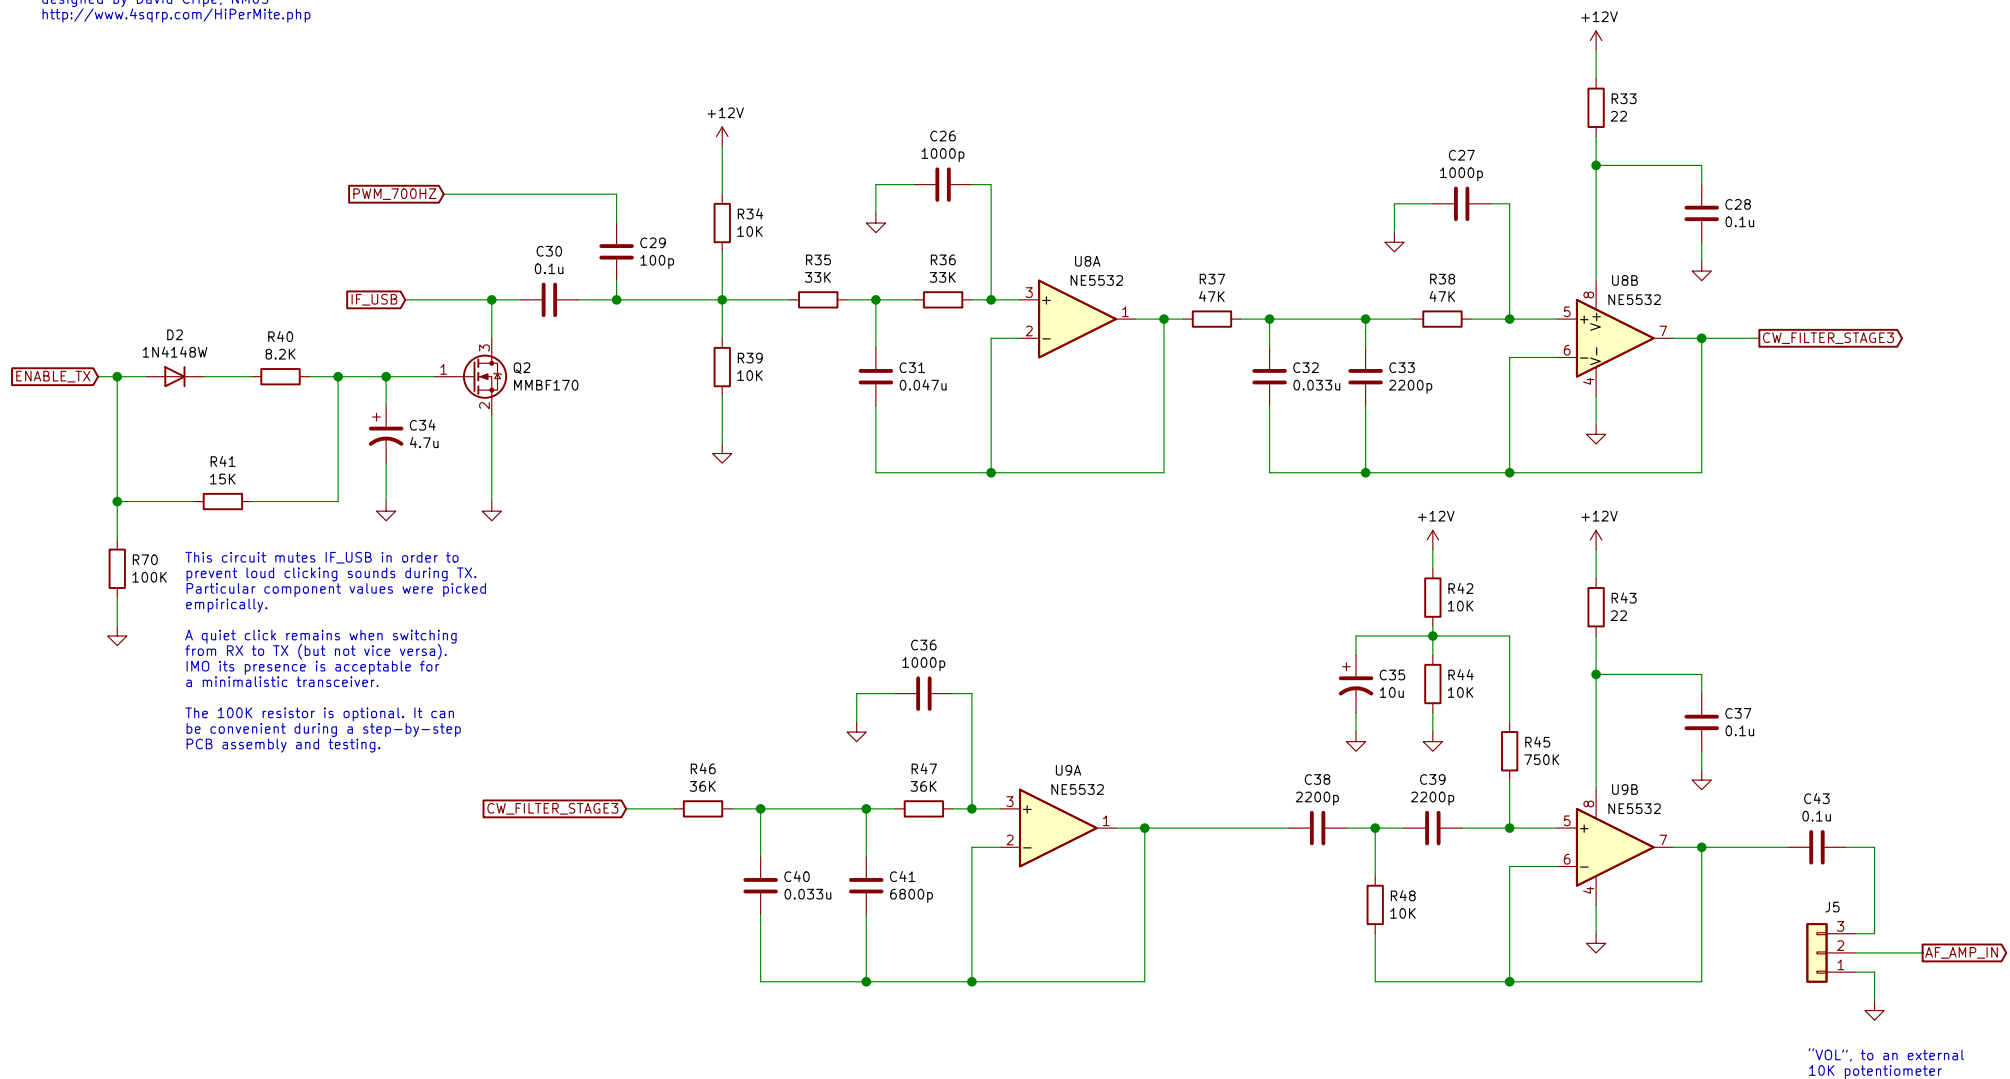 http://www.4sqrp.com/HiPerMite.php
+12V
R33
22
+12V
C26
1000p
C27
1000p
PWM_700HZ
R34
10K
C28
0.1u
C30
0.1u
C29
100p
R35
33K
R36
33K
U8A
NE5532
R37
47K
R38
47K
U8B
NE5532
IF_USB
3
+
2
−
1
8
5
+
V+
6
−
V−
4
7
CW_FILTER_STAGE3
D2
1N4148W
R40
8.2K
ENABLE_TX
3
1
2
Q2
MMBF170
R39
10K
C31
0.047u
C32
0.033u
C33
2200p
+
C34
4.7u
R41
15K
R70
100K
This circuit mutes IF_USB in order to
prevent loud clicking sounds during TX.
Particular component values were picked
empirically.
A quiet click remains when switching
from RX to TX (but not vice versa).
IMO its presence is acceptable for
a minimalistic transceiver.
The 100K resistor is optional. It can
be convenient during a step−by−step
PCB assembly and testing.
+12V
+12V
R42
10K
R43
22
C36
1000p
+
C35
10u
R44
10K
C37
0.1u
R45
750K
CW_FILTER_STAGE3
R46
36K
R47
36K
U9A
NE5532
3
+
2
−
1
C38
2200p
C39
2200p
U9B
NE5532
8
5
+
6
−
4
7
C43
0.1u
C40
0.033u
C41
6800p
R48
10K
J5
3
2
1
AF_AMP_IN
"VOL", to an external
10K potentiometer